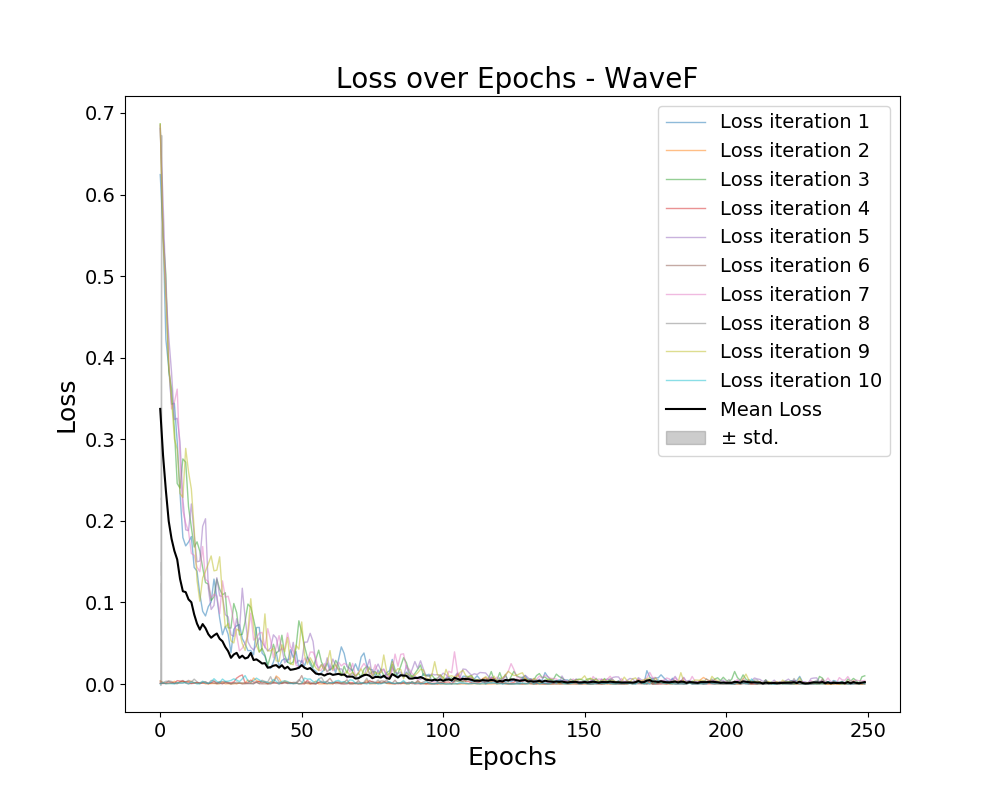 Loss over Epochs - WaveF
Loss iteration 1
Loss iteration 2
Loss iteration 3
Loss iteration 4
Loss iteration 5
Loss iteration 6
Loss iteration 7
Loss iteration 8
Loss iteration 9
Loss iteration 10
Mean Loss
± std.
0.7
0.6
0.5
0.4
0.3
0.2
0.1
0.0
Loss
0 50 100 150 200 250
Epochs